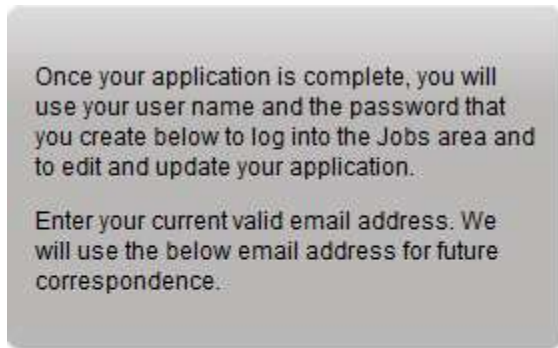 Once your application is complete, you will
use your user name and the password that
you create below to log into the Jobs area and
to edit and update your application.
Enter your current valid email address. We
will use the below email address for future
correspondence.